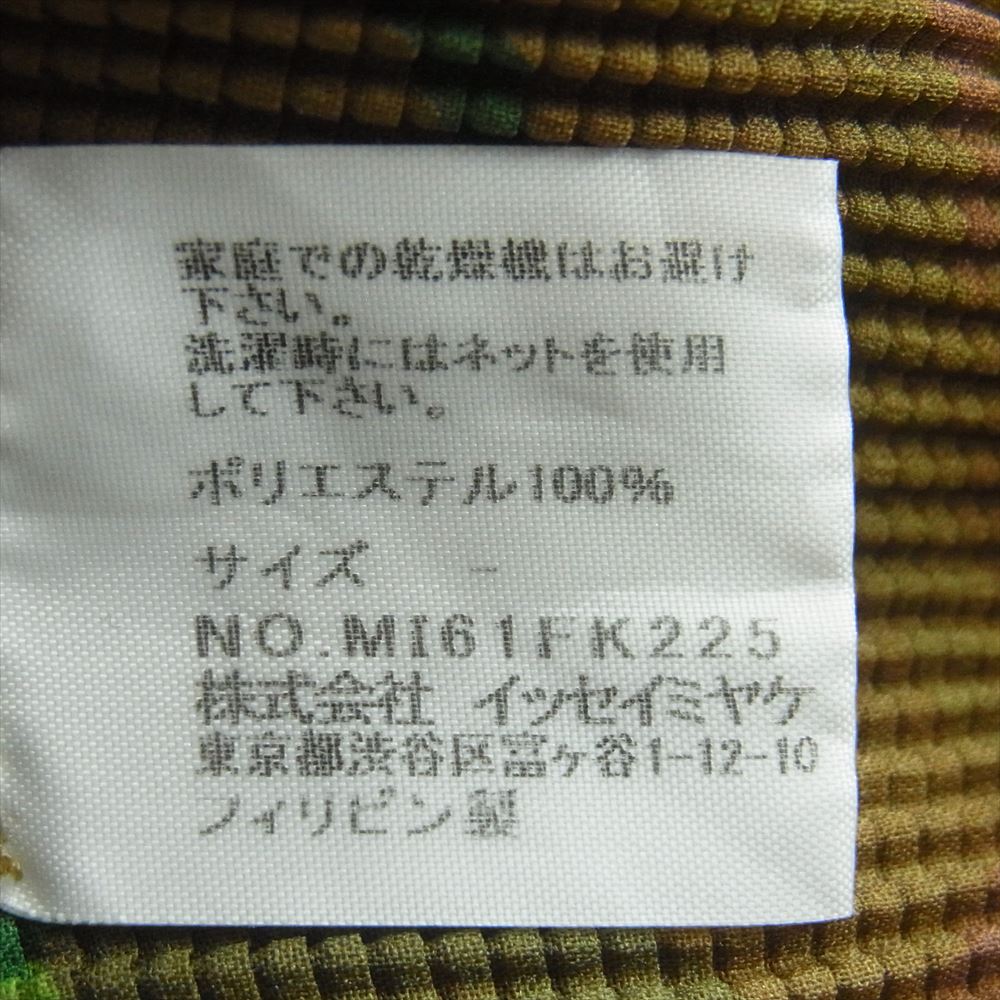 家庭での乾燥機はお避け
下さい。
洗濯時にはネットを使用
して下さい。
ポリエステル100%
サイズ -
NO.MI61FK225
株式会社 イッセイミヤケ
東京都渋谷区富ヶ谷1-12-10
フィリピン製